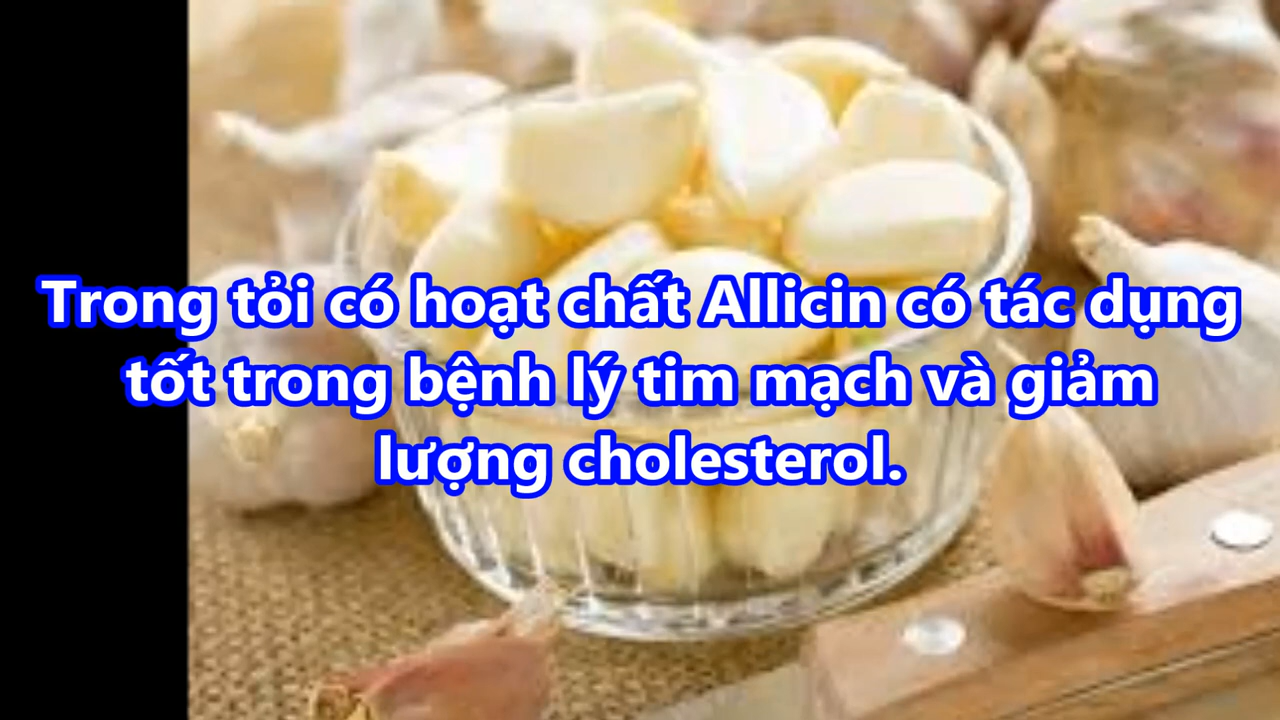 Trong tỏi có hoạt chất Allicin có tác dụng
tốt trong bệnh lý tim mạch và giảm
lượng cholesterol.